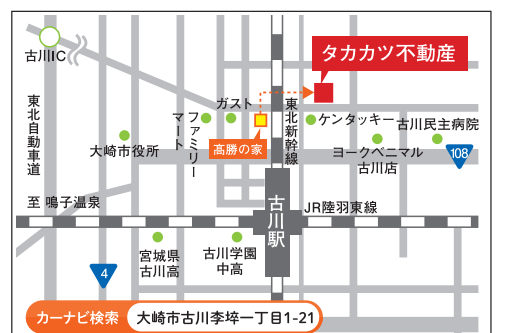 古川IC
タカカツ不動産
東北自動車道
ファミリー
マート
ガスト
東北新幹線
ケンタッキー
古川民主病院
大崎市役所
髙勝の家
ヨークベニマル
古川店
108
至 鳴子温泉
古川駅
JR陸羽東線
宮城県
古川高
古川学園
中高
4
カーナビ検索
大崎市古川李埣一丁目1-21